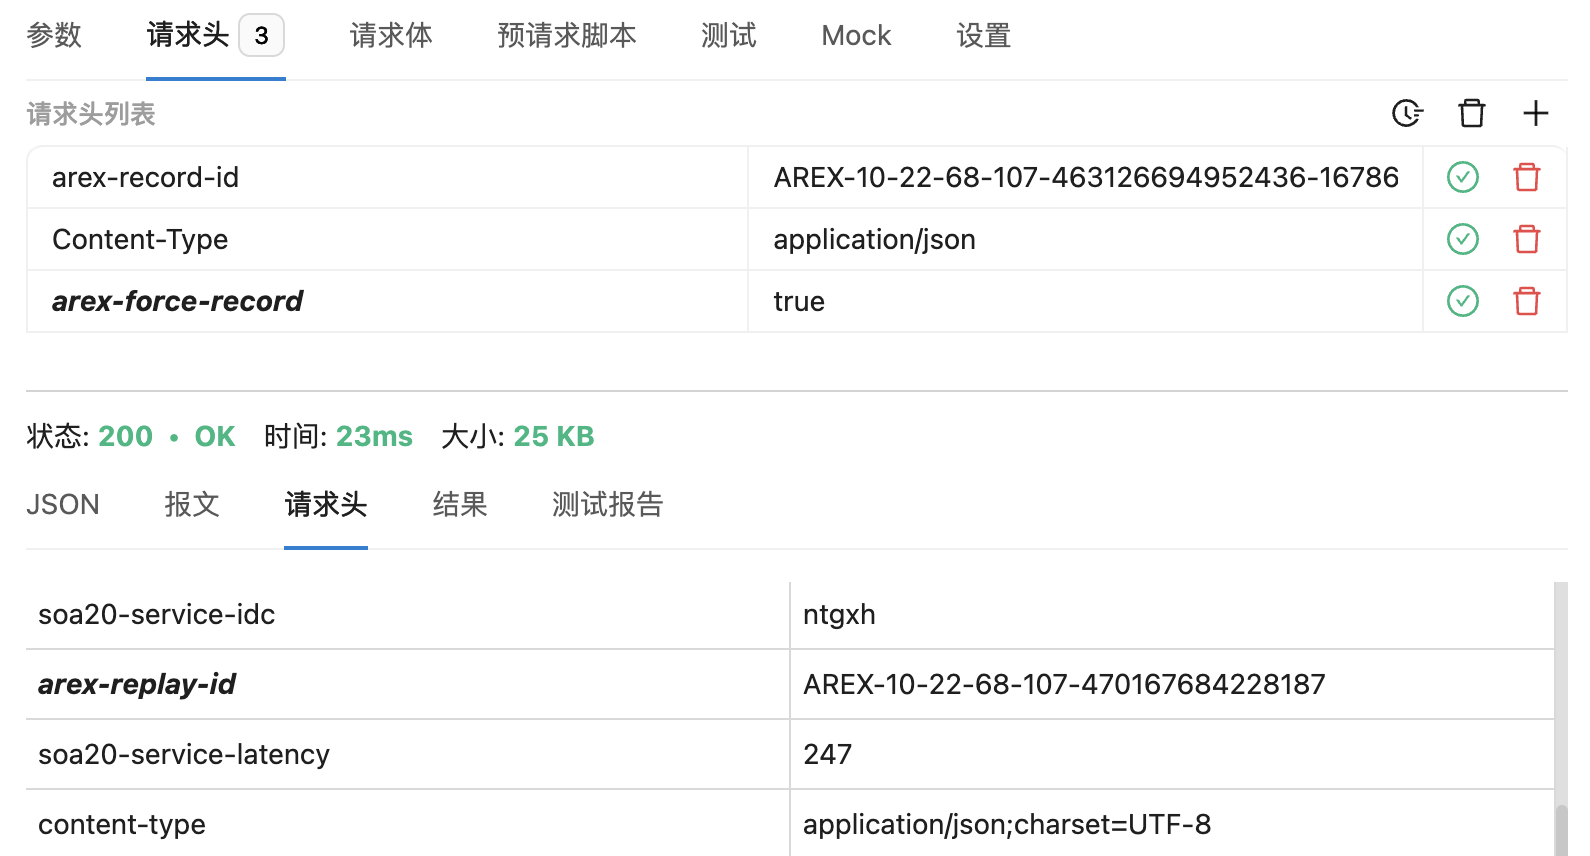 参数 请求头 3 请求体 预请求脚本 测试 Mock 设置
请求头列表
arex-record-id AREX-10-22-68-107-463126694952436-16786
Content-Type application/json
arex-force-record true
状态: 200 • OK 时间: 23ms 大小: 25 KB
JSON 报文 请求头 结果 测试报告
soa20-service-idc ntgxh
arex-replay-id AREX-10-22-68-107-470167684228187
soa20-service-latency 247
content-type application/json;charset=UTF-8